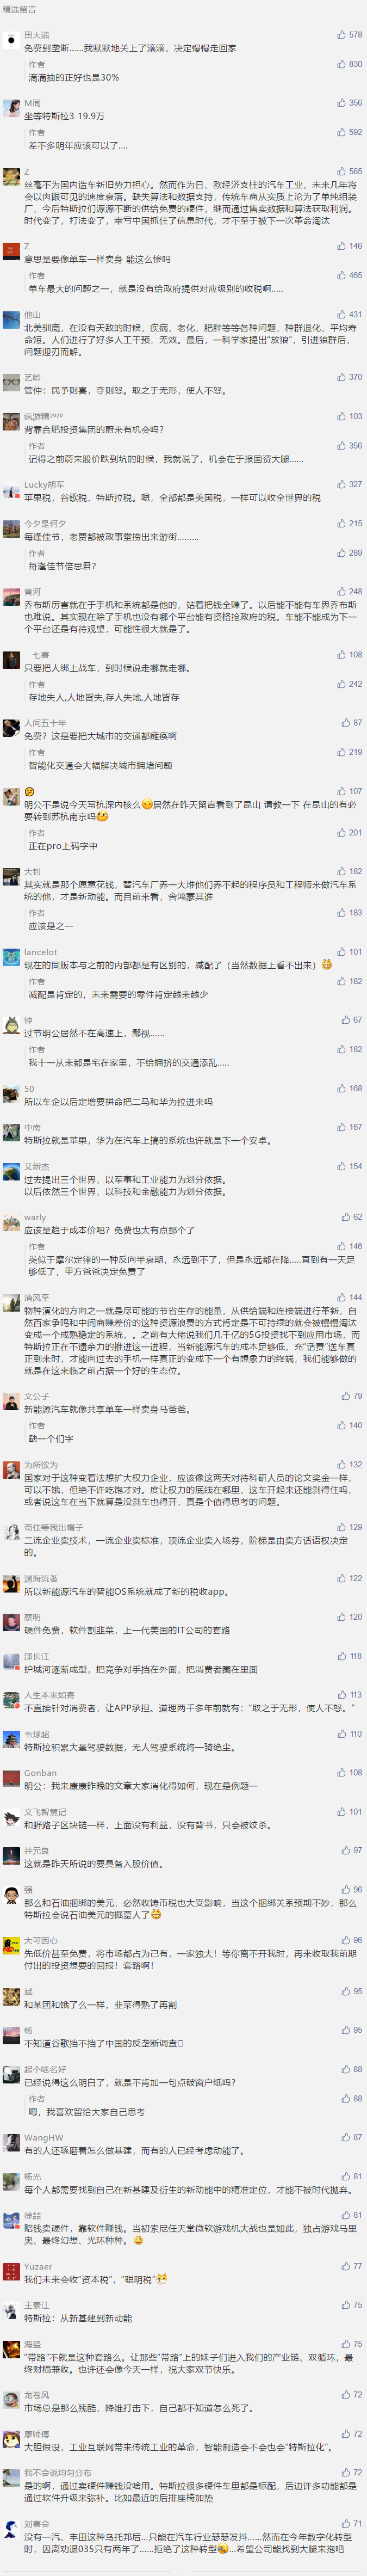 精选留言
田大瓤 578
免费到垄断……我默默地关上了滴滴，决定慢慢走回家
作者 830
滴滴抽的正好也是30%
M周 356
坐等特斯拉3 19.9万
作者 592
差不多明年应该可以了....
Z 585
丝毫不为国内造车新旧势力担心。然而作为日、欧经济支柱的汽车工业，未来几年将
会以肉眼可见的速度衰落。缺失算法和数据支持，传统车商从实质上沦为了单纯组装
厂，今后特斯拉们源源不断的供给免费的硬件，继而通过售卖数据和算法获取利润。
时代变了，打法变了，幸亏中国抓住了信息时代，才不至于被下一次革命淘汰
Z 146
意思是要像单车一样卖身 能这么惨吗
作者 465
单车最大的问题之一，就是没有给政府提供对应级别的收税啊.....
他山 431
北美驯鹿，在没有天敌的时候，疾病，老化，肥胖等等各种问题，种群退化，平均寿
命短。人们进行了好多人工干预，无效。最后，一科学家提出“放狼”，引进狼群后，
问题迎刃而解。
艺龄 370
管仲：民予则喜，夺则怒。取之于无形，使人不怒。
疯游精²⁰²⁰ 103
背靠合肥投资集团的蔚来有机会吗？
作者 356
记得之前蔚来股价跌到坑的时候，我就说了，机会在于报国资大腿……
Lucky胡军 327
苹果税，谷歌税，特斯拉税。嗯，全部都是美国税，一样可以收全世界的税
今夕是何夕 215
每逢佳节，老贾都被政事堂捞出来游街………
作者 289
每逢佳节倍思君？
黄河 248
乔布斯厉害就在于手机和系统都是他的，站着把钱全赚了。以后能不能有车界乔布斯
也难说。其实现在除了手机也没有哪个平台能有资格抢政府的税。车能不能成为下一
个平台还是有待观望，可能性很大就是了。
七喜 108
只要把人绑上战车，到时候说走哪就走哪。
作者 242
存地失人,人地皆失,存人失地,人地皆存
人间五十年 87
免费？这是要把大城市的交通都瘫痪啊
作者 219
智能化交通会大幅解决城市拥堵问题
107
明公不是说今天写杭深内核么居然在昨天留言看到了昆山 请教一下 在昆山的有必
要转到苏杭南京吗
作者 201
正在pro上码字中
大钊 182
其实就是那个愿意花钱，替汽车厂养一大堆他们养不起的程序员和工程师来做汽车系
统的他，才是新动能。而目前来看，舍鸿蒙其谁
作者 183
应该是之一
lancelot 101
现在的同版本与之前的内部都是有区别的，减配了（当然数据上看不出来）
作者 182
减配是肯定的，未来需要的零件肯定越来越少
钟 67
过节明公居然不在高速上，鄙视……
作者 182
我十一从来都是宅在家里，不给拥挤的交通添乱.....
50 168
所以车企以后定增要拼命把二马和华为拉进来吗
中南 167
特斯拉就是苹果，华为在汽车上搞的系统也许就是下一个安卓。
艾新杰 154
过去提出三个世界，以军事和工业能力为划分依据。
以后依然三个世界，以科技和金融能力为划分依据。
warly 62
应该是趋于成本价吧？免费也太有点那个了
作者 146
类似于摩尔定律的一种反向半衰期，永远到不了，但是永远都在降.....直到有一天足
够低了，甲方爸爸决定免费了
清风至 144
物种演化的方向之一就是尽可能的节省生存的能量，从供给端和连接端进行革新，自
然百家争鸣和中间商赚差价的这种资源浪费的方式肯定是不可持续的就会被慢慢淘汰
变成一个成熟稳定的系统，。之前有大佬说我们几千亿的5G投资找不到应用市场，而
特斯拉正在不遗余力的推进这一进程，当新能源汽车的成本足够低，充“话费”送车真
正到来时，才能向过去的手机一样真正的变成下一个有想象力的终端，我们能够做的
就是在这来临之前占据一个好的生态位。
文公子 79
新能源汽车就像共享单车一样卖身马爸爸。
作者 140
缺一个们字
为所欲为 132
国家对于这种变着法想扩大权力企业，应该像这两天对待科研人员的论文奖金一样，
可以不饿，但绝不许吃饱才对。度让权力的底线在哪里，这车开起来还能刹得住吗，
或者说这车在当下就算是没刹车也得开，真是个值得思考的问题。
苟住等我出帽子 129
二流企业卖技术，一流企业卖标准，顶流企业卖入场券，阶梯是由卖方话语权决定
的。
渊海流著 122
所以新能源汽车的智能OS系统就成了新的税收app。
黎明 120
硬件免费，软件割韭菜，上一代美国的IT公司的套路
邵长江 118
护城河逐渐成型，把竞争对手挡在外面，把消费者圈在里面
人生本来如寄 113
不直接针对消费者，让APP承担。道理两千多年前就有：“取之于无形，使人不怒。”
韦球超 110
特斯拉积累大量驾驶数据，无人驾驶系统将一骑绝尘。
Gonban 108
明公：我来康康昨晚的文章大家消化得如何，现在是例题一
文飞智慧记 101
和野路子区块链一样，上面没有利益，没有背书，只会被绞杀。
并元良 97
这就是昨天所说的要具备入股价值。
强 96
那么和石油捆绑的美元，必然收铸币税也大受影响，当这个捆绑关系预期不妙，那么
特斯拉会说石油美元的掘墓人了
大可因心 96
先低价甚至免费，将市场都占为已有，一家独大！等你离不开我时，再来收取我前期
付出的投资想要的回报！套路啊！
斌 95
和某团和饿了么一样，韭菜得熟了再割
杨 95
不知道谷歌挡不挡了中国的反垄断调查
起个啥名好 88
已经说得这么明白了，就是不肯加一句点破窗户纸吗？
作者 88
嗯，我喜欢留给大家自己思考
WangHW 87
有的人还琢磨着怎么做基建，而有的人已经考虑动能了。
杨光 81
每个人都需要找到自己在新基建及衍生的新动能中的精准定位，才能不被时代抛弃。
徐喆 81
赔钱卖硬件，靠软件赚钱。当初索尼任天堂微软游戏机大战也是如此，独占游戏马里
奥、最终幻想、光环种种。
Yuzaer 77
我们未来会收“资本税”，“聪明税”
王素江 75
特斯拉：从新基建到新动能
海盗 75
“带路”不就是这种套路么。让那些“带路”上的妹子们进入我们的产业链、双循环，最
终财税兼收。也许还会像今天一样，祝大家双节快乐。
龙卷风 72
市场总是那么残酷，降维打击下，自己都不知道怎么死了。
康师傅 72
大胆假设，工业互联网带来传统工业的革命，智能制造会不会也会“特斯拉化”。
我不会说均匀分布 72
是的啊，通过卖硬件赚钱没啥用。特斯拉很多硬件车里都是标配，后边许多功能都是
通过软件升级来弥补。比如最近的后排座椅加热
刘喜会 71
没有一汽、丰田这种乌托邦后...只能在汽车行业瑟瑟发抖……然而在今年数字化转型
时，因离劝退035只有两年了……拒绝了这种转型...希望公司能找到大腿来抱吧